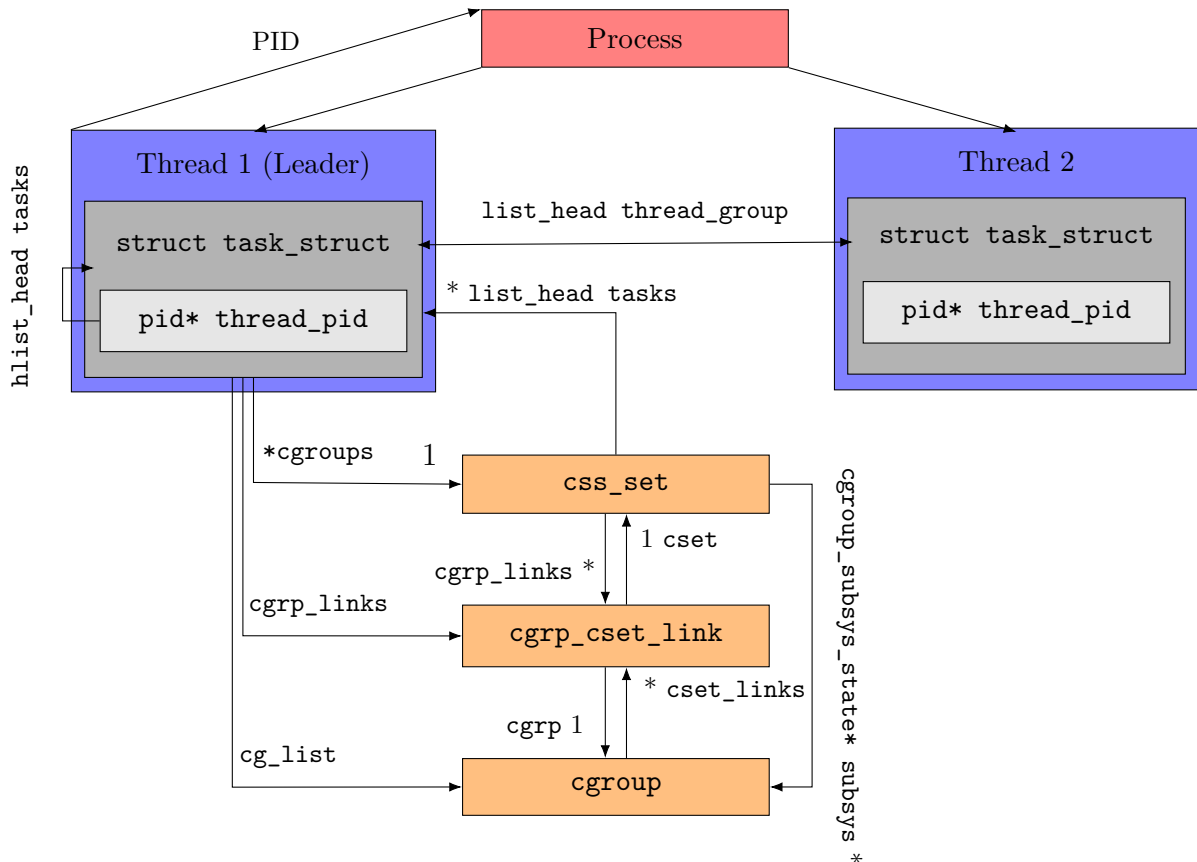 Process
PID
Thread 1 (Leader)
Thread 2
hlist_head tasks
struct task_struct
list_head thread_group
struct task_struct
* list_head tasks
pid* thread_pid
pid* thread_pid
*cgroups
1
css_set
cgroup_subsys_state* subsys *
1 cset
cgrp_links *
cgrp_links
cgrp_cset_link
* cset_links
cgrp 1
cg_list
cgroup